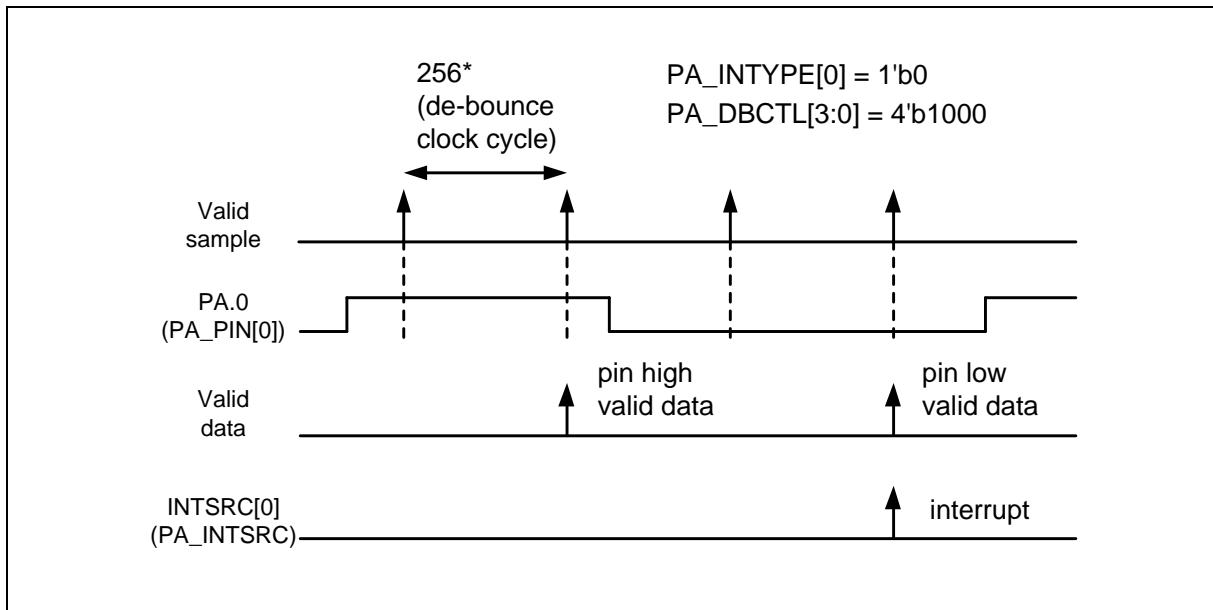 256*
(de-bounce
clock cycle)
PA_INTYPE[0] = 1'b0
PA_DBCTL[3:0] = 4'b1000
Valid
sample
PA.0
(PA_PIN[0])
pin high
valid data
pin low
valid data
Valid
data
INTSRC[0]
(PA_INTSRC)
interrupt